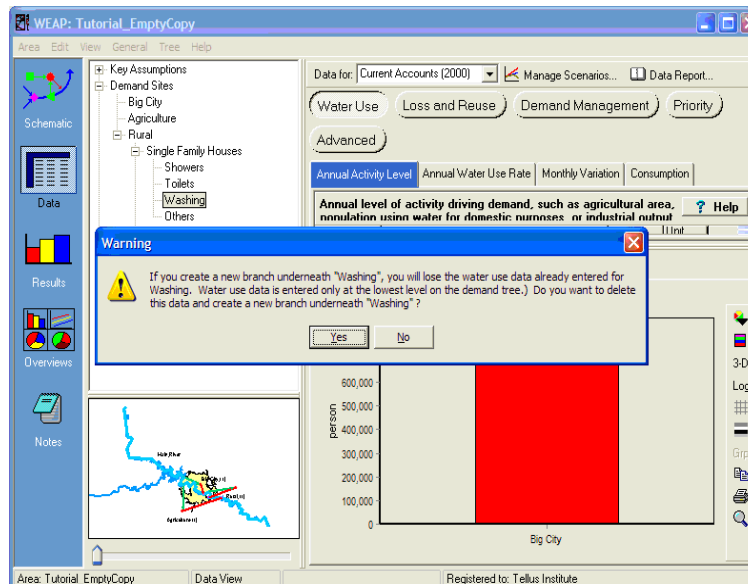 WEAP: Tutorial_EmptyCopy
Area Edit View General Tree Help
Schematic
Data
Results
Overviews
Notes
Key Assumptions
Demand Sites
Big City
Agriculture
Rural
Single Family Houses
Showers
Toilets
Washing
Others
Data for: Current Accounts (2000) Manage Scenarios... Data Report...
Water Use Loss and Reuse Demand Management Priority
Advanced
Annual Activity Level Annual Water Use Rate Monthly Variation Consumption
Annual level of activity driving demand, such as agricultural area,
population using water for domestic purposes, or industrial output
? Help
Unit
Warning
If you create a new branch underneath "Washing", you will lose the water use data already entered for
Washing. Water use data is entered only at the lowest level on the demand tree.) Do you want to delete
this data and create a new branch underneath "Washing" ?
Yes No
600,000
500,000
400,000
300,000
200,000
100,000
0
person
Big City
3-D
Log
Grp
Area: Tutorial_EmptyCopy Data View Registered to: Tellus Institute